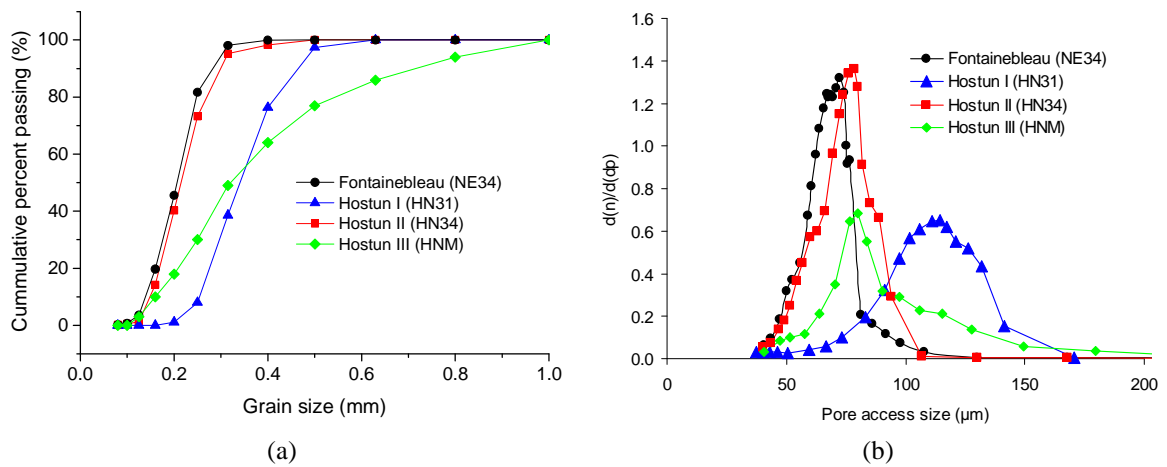 100
80
60
40
20
0
Cummulative percent passing (%)
Fontainebleau (NE34)
Hostun I (HN31)
Hostun II (HN34)
Hostun III (HNM)
0.0
0.2
0.4
0.6
0.8
1.0
Grain size (mm)
(a)
1.6
1.4
1.2
1.0
0.8
0.6
0.4
0.2
0.0
d(n)/d(dp)
Fontainebleau (NE34)
Hostun I (HN31)
Hostun II (HN34)
Hostun III (HNM)
0
50
100
150
200
Pore access size (µm)
(b)